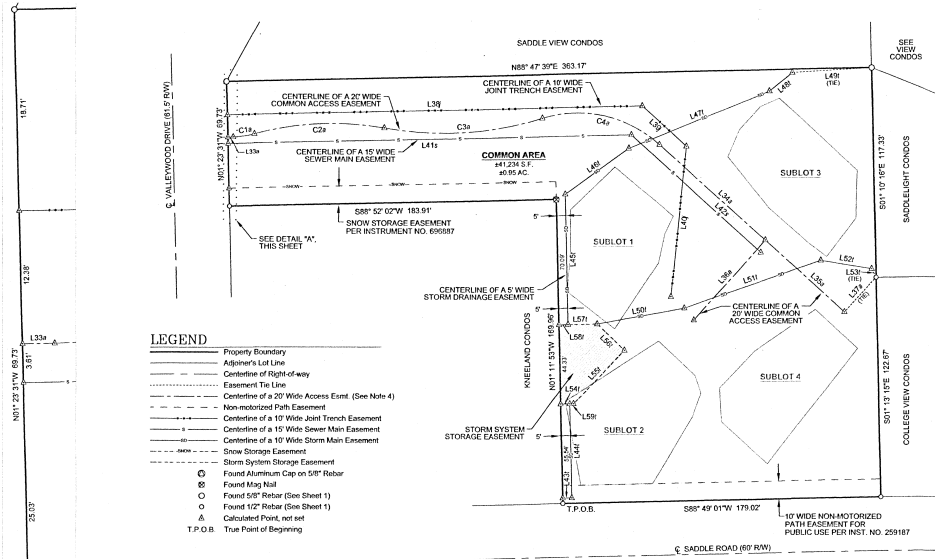 18.71'
12.38'
L33a
N01° 23' 31"W 69.73'
3.61'
25.03'
SADDLE VIEW CONDOS
SEE
VIEW
CONDOS
N88° 47' 39"E 363.17'
℄ VALLEYWOOD DRIVE (61.5' R/W)
CENTERLINE OF A 20' WIDE
COMMON ACCESS EASEMENT
CENTERLINE OF A 10' WIDE
JOINT TRENCH EASEMENT
L49t
(TIE)
L48t
L47t
L38j
L39j
C1a
C2a
C3a
C4a
L33a
L41s
N01° 23' 31"W 69.73'
CENTERLINE OF A 15' WIDE
SEWER MAIN EASEMENT
COMMON AREA
±41,234 S.F.
±0.95 AC.
L46t
SUBLOT 3
S01° 10' 16"E 117.33'
SADDLELIGHT CONDOS
SNOW
SNOW
S88° 52' 02"W 183.91'
SNOW STORAGE EASEMENT
PER INSTRUMENT NO. 696887
SEE DETAIL "A",
THIS SHEET
5'
SUBLOT 1
L34a
L42s
L40j
L45t
70.09'
L36a
L51t
L52t
L53t
(TIE)
L35a
L37a
(TIE)
CENTERLINE OF A 5' WIDE
STORM DRAINAGE EASEMENT
5'
L57t
L58t
L50t
L56t
CENTERLINE OF A
20' WIDE COMMON
ACCESS EASEMENT
KNEELAND CONDOS
N01° 11' 53"W 169.96'
44.33'
L55t
L54t
L59t
SUBLOT 4
STORM SYSTEM
STORAGE EASEMENT
5'
SUBLOT 2
55.54'
L44t
L43t
S01° 13' 15"E 122.67'
COLLEGE VIEW CONDOS
T.P.O.B.
S88° 49' 01"W 179.02'
10' WIDE NON-MOTORIZED
PATH EASEMENT FOR
PUBLIC USE PER INST. NO. 259187
℄ SADDLE ROAD (60' R/W)
LEGEND
Property Boundary
Adjoiner's Lot Line
Centerline of Right-of-way
Easement Tie Line
Centerline of a 20' Wide Access Esmt. (See Note 4)
Non-motorized Path Easement
Centerline of a 10' Wide Joint Trench Easement
S Centerline of a 15' Wide Sewer Main Easement
SD Centerline of a 10' Wide Storm Main Easement
SNOW Snow Storage Easement
Storm System Storage Easement
Found Aluminum Cap on 5/8" Rebar
Found Mag Nail
Found 5/8" Rebar (See Sheet 1)
Found 1/2" Rebar (See Sheet 1)
Calculated Point, not set
T.P.O.B. True Point of Beginning